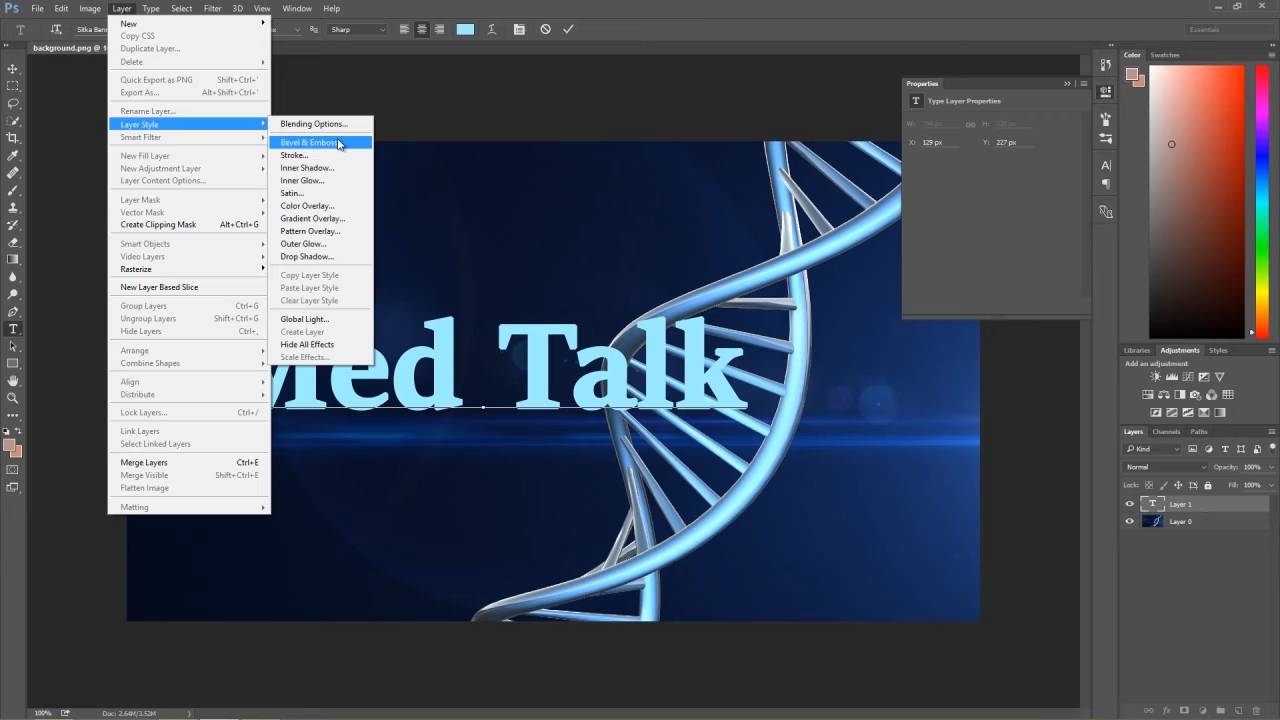 Ps File Edit Image Layer Type Select Filter 3D View Window Help
T Sitka Bann Sharp Essentials
background.png @
New
Copy CSS
Duplicate Layer...
Delete
Quick Export as PNG Shift+Ctrl+'
Export As... Alt+Shift+Ctrl+'
Rename Layer...
Layer Style
Smart Filter
New Fill Layer
New Adjustment Layer
Layer Content Options...
Layer Mask
Vector Mask
Create Clipping Mask Alt+Ctrl+G
Smart Objects
Video Layers
Rasterize
New Layer Based Slice
Group Layers Ctrl+G
Ungroup Layers Shift+Ctrl+G
Hide Layers Ctrl+,
Arrange
Combine Shapes
Align
Distribute
Lock Layers... Ctrl+/
Link Layers
Select Linked Layers
Merge Layers Ctrl+E
Merge Visible Shift+Ctrl+E
Flatten Image
Matting
Blending Options...
Bevel & Emboss
Stroke...
Inner Shadow...
Inner Glow...
Satin...
Color Overlay...
Gradient Overlay...
Pattern Overlay...
Outer Glow...
Drop Shadow...
Copy Layer Style
Paste Layer Style
Clear Layer Style
Global Light...
Create Layer
Hide All Effects
Scale Effects...
Med Talk
Properties
T Type Layer Properties
W: H:
X: 129 px Y: 227 px
Color Swatches
Libraries Adjustments Styles
Add an adjustment
Layers Channels Paths
Kind
Normal Opacity: 100%
Lock: Fill: 100%
T Layer 1
Layer 0
100% Doc: 2.64M/3.52M